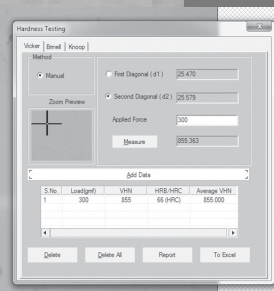 Hardness Testing
Vicker Brinell Knoop
Method
Manual
First Diagonal ( d1 ) 25.470
Second Diagonal ( d2 ) 25.579
Zoom Preview
Applied Force 300
Measure 855.363
Add Data
S.No. Load(gmf) VHN HRB/HRC Average VHN
1 300 855 66 (HRC) 855.000
Delete Delete All Report To Excel